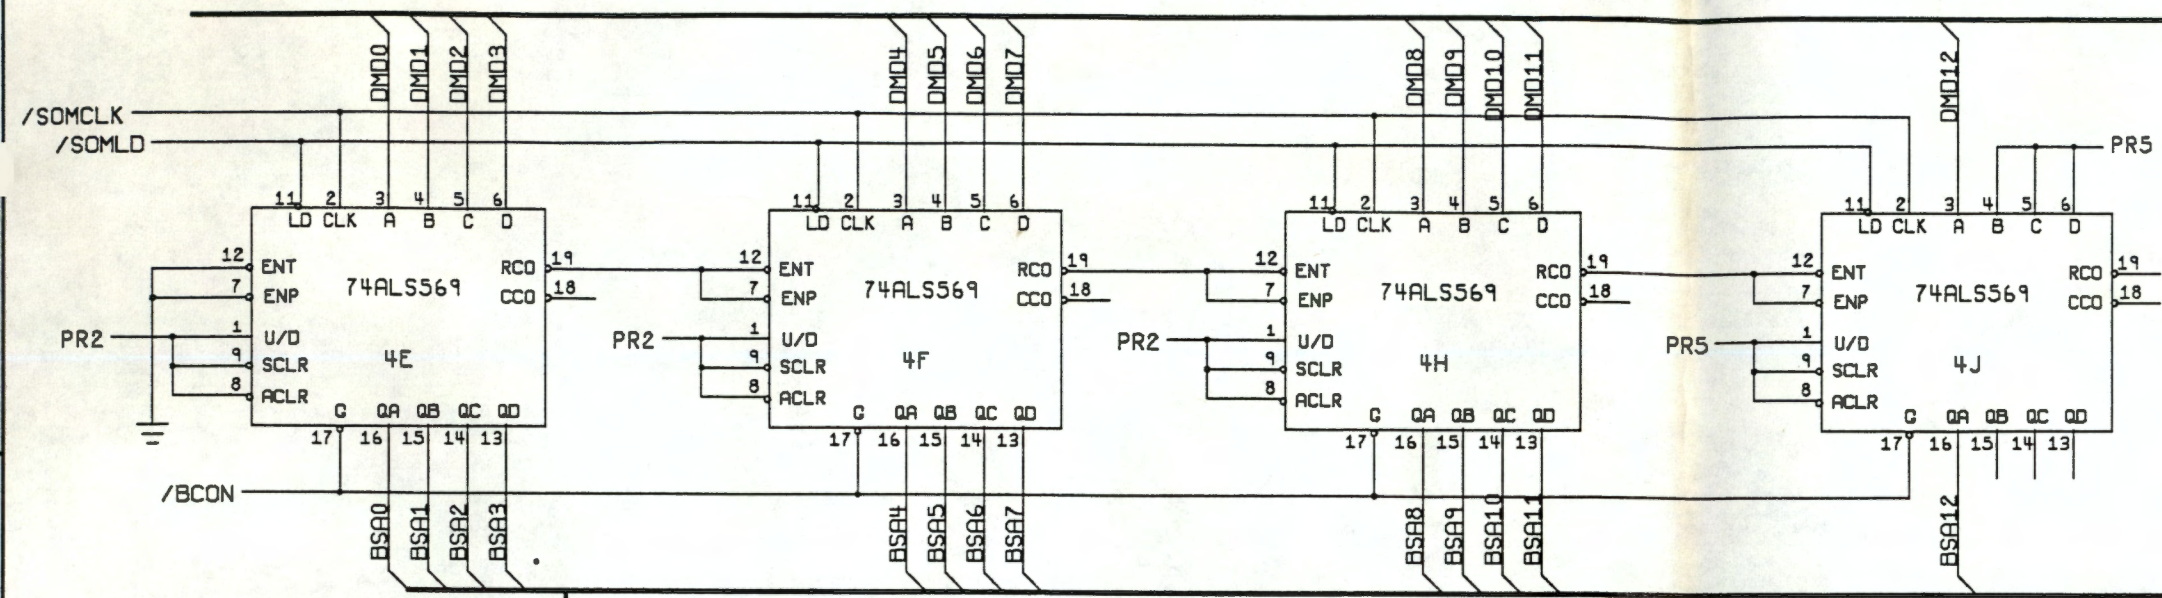 DMD0 DMD1 DMD2 DMD3 DMD4 DMD5 DMD6 DMD7 DMD8 DMD9 DMD10 DMD11 DMD12
/SOMCLK
/SOMLD PR5
11 2 3 4 5 6 11 2 3 4 5 6 11 2 3 4 5 6 11 2 3 4 5 6
LD CLK A B C D LD CLK A B C D LD CLK A B C D LD CLK A B C D
12 ENT RCO 19 12 ENT RCO 19 12 ENT RCO 19 12 ENT RCO 19
74ALS569 74ALS569 74ALS569 74ALS569
7 ENP CCO 18 7 ENP CCO 18 7 ENP CCO 18 7 ENP CCO 18
PR2 1 U/D PR2 1 U/D PR2 1 U/D PR5 1 U/D
9 SCLR 4E 9 SCLR 4F 9 SCLR 4H 9 SCLR 4J
8 ACLR 8 ACLR 8 ACLR 8 ACLR
G QA QB QC QD G QA QB QC QD G QA QB QC QD G QA QB QC QD
17 16 15 14 13 17 16 15 14 13 17 16 15 14 13 17 16 15 14 13
/BCON
BSA0 BSA1 BSA2 BSA3 BSA4 BSA5 BSA6 BSA7 BSA8 BSA9 BSA10 BSA11 BSA12